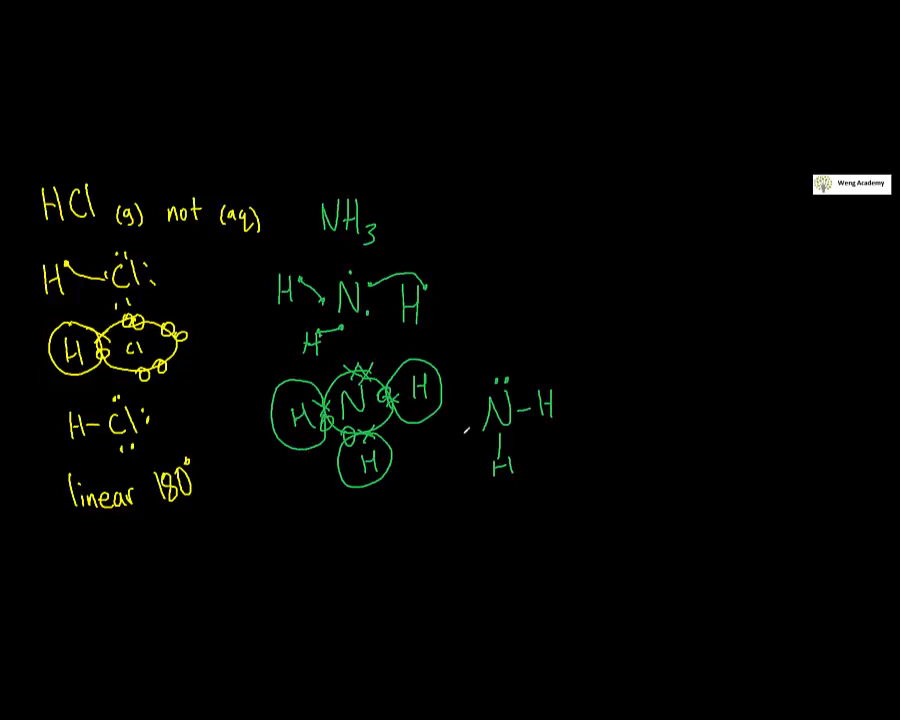 Weng Academy
HCl (g) not (aq)
H Cl
H Cl
H-Cl
linear 180°
NH3
H N H
H
H N H
H
N-H
H